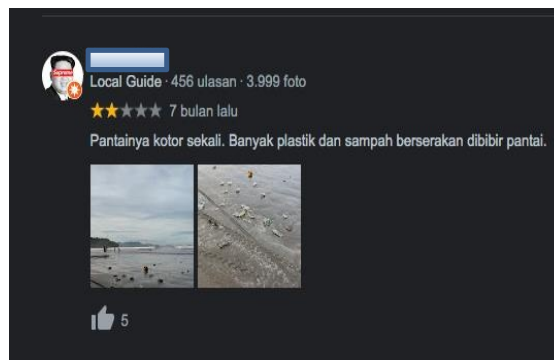 Supreme
Local Guide · 456 ulasan · 3.999 foto
7 bulan lalu
Pantainya kotor sekali. Banyak plastik dan sampah berserakan dibibir pantai.
5